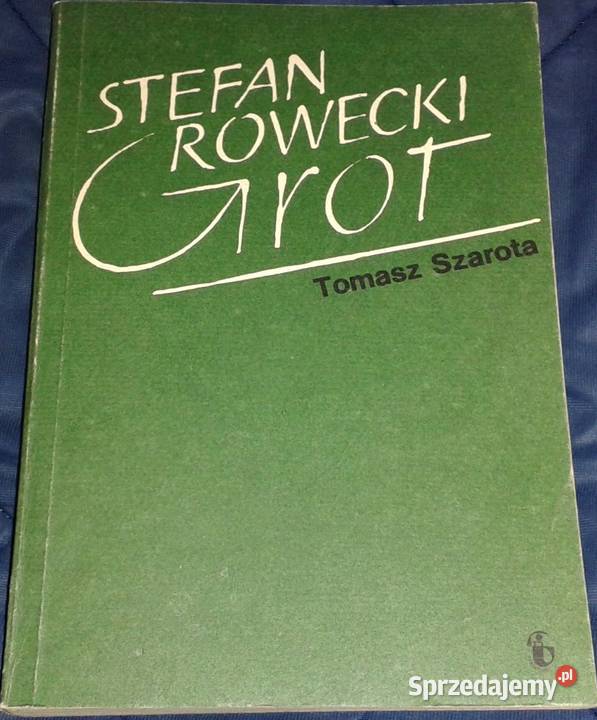 STEFAN
ROWECKI
Grot
Tomasz Szarota
Sprzedajemy.pl